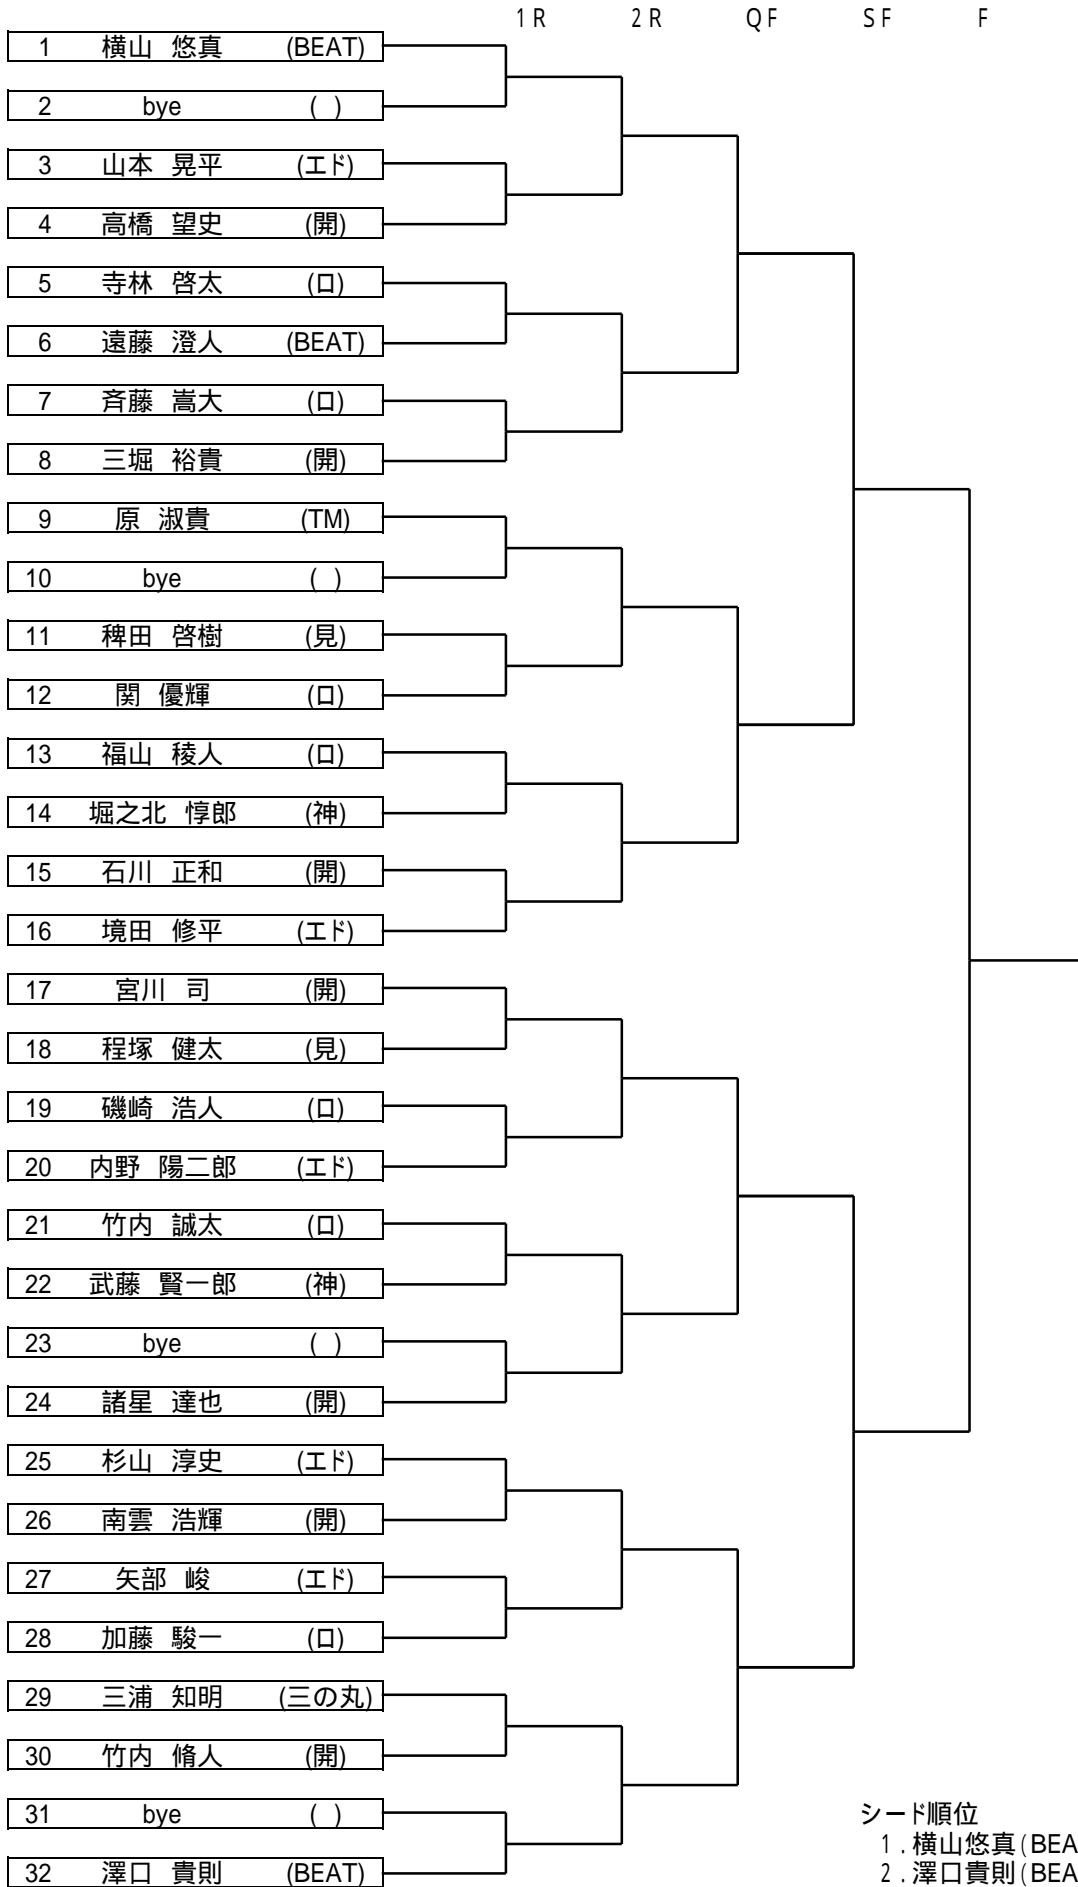 1R 2R QF SF F
1 横山 悠真 (BEAT)
2 bye ( )
3 山本 晃平 (エド)
4 高橋 望史 (開)
5 寺林 啓太 (ロ)
6 遠藤 澄人 (BEAT)
7 斉藤 嵩大 (ロ)
8 三堀 裕貴 (開)
9 原 淑貴 (TM)
10 bye ( )
11 稗田 啓樹 (見)
12 関 優輝 (ロ)
13 福山 稜人 (ロ)
14 堀之北 惇郎 (神)
15 石川 正和 (開)
16 境田 修平 (エド)
17 宮川 司 (開)
18 程塚 健太 (見)
19 磯崎 浩人 (ロ)
20 内野 陽二郎 (エド)
21 竹内 誠太 (ロ)
22 武藤 賢一郎 (神)
23 bye ( )
24 諸星 達也 (開)
25 杉山 淳史 (エド)
26 南雲 浩輝 (開)
27 矢部 峻 (エド)
28 加藤 駿一 (ロ)
29 三浦 知明 (三の丸)
30 竹内 脩人 (開)
31 bye ( )
32 澤口 貴則 (BEAT)
シード順位
1.横山悠真(BEA
2.澤口貴則(BEA